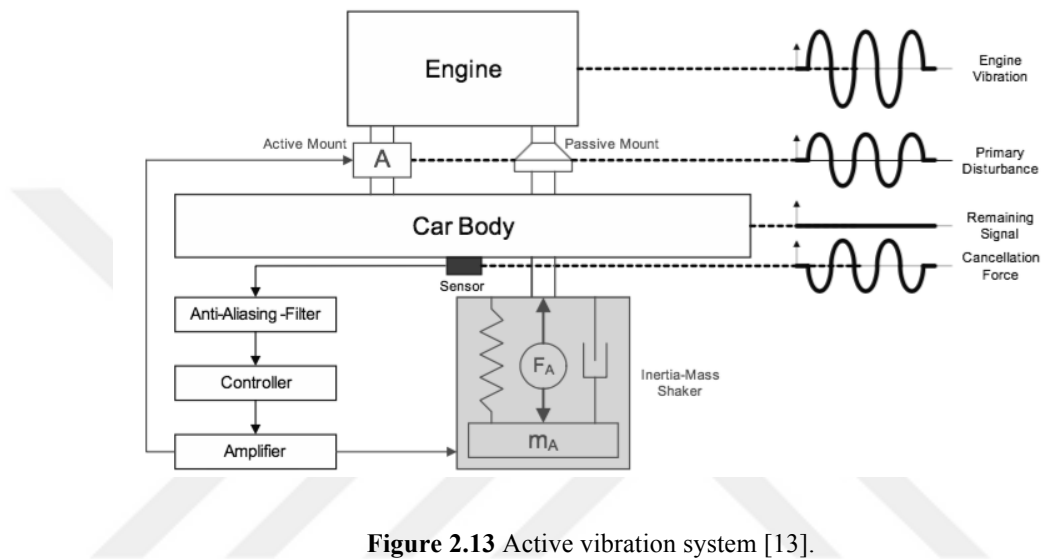 Engine
Engine
Vibration
Active Mount
Passive Mount
A
Primary
Disturbance
Car Body
Remaining
Signal
Cancellation
Force
Sensor
Anti-Aliasing -Filter
Controller
Amplifier
FA
mA
Inertia-Mass
Shaker
Figure 2.13 Active vibration system [13].